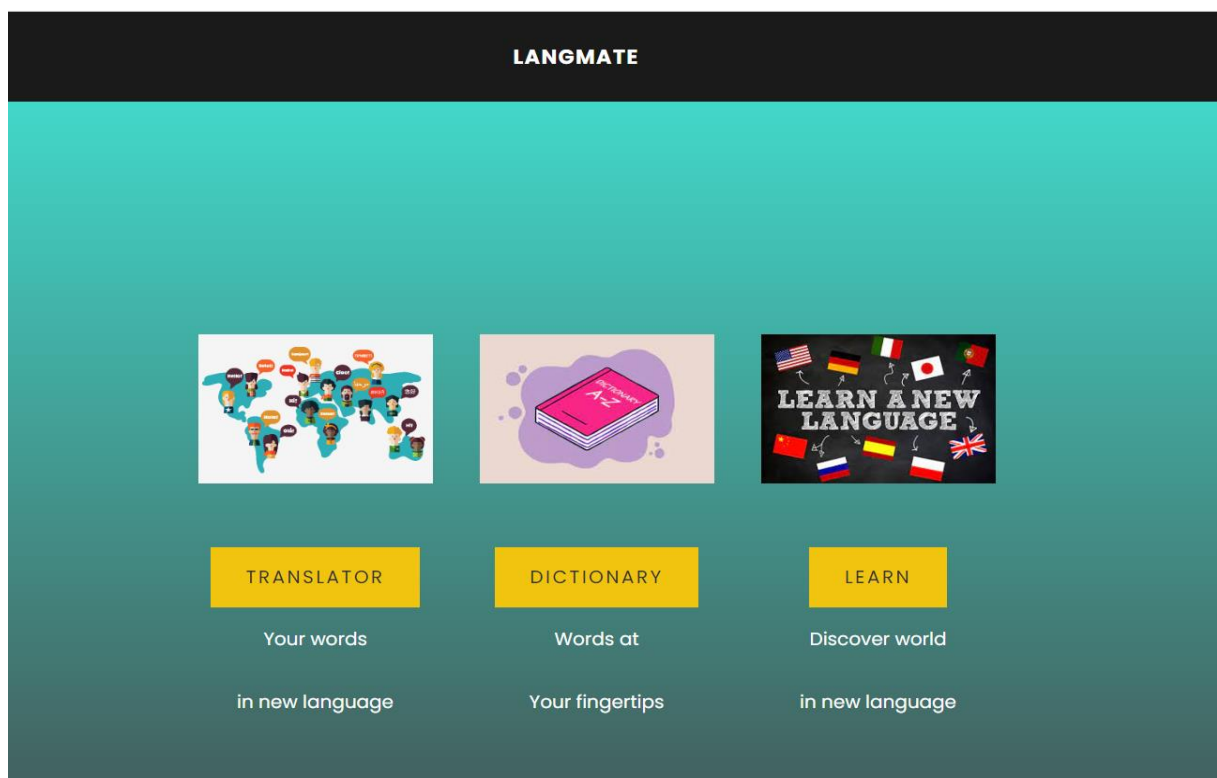 LANGMATE
DICTIONARY
A-Z
LEARN A NEW
LANGUAGE
TRANSLATOR
DICTIONARY
LEARN
Your words
in new language
Words at
Your fingertips
Discover world
in new language